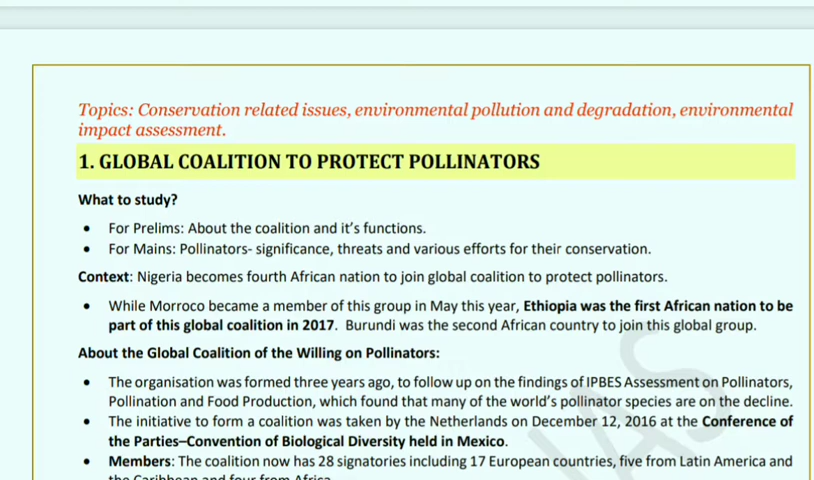 Topics: Conservation related issues, environmental pollution and degradation, environmental
impact assessment.
1. GLOBAL COALITION TO PROTECT POLLINATORS
What to study?
• For Prelims: About the coalition and it's functions.
• For Mains: Pollinators- significance, threats and various efforts for their conservation.
Context: Nigeria becomes fourth African nation to join global coalition to protect pollinators.
• While Morroco became a member of this group in May this year, Ethiopia was the first African nation to be
part of this global coalition in 2017. Burundi was the second African country to join this global group.
About the Global Coalition of the Willing on Pollinators:
• The organisation was formed three years ago, to follow up on the findings of IPBES Assessment on Pollinators,
Pollination and Food Production, which found that many of the world's pollinator species are on the decline.
• The initiative to form a coalition was taken by the Netherlands on December 12, 2016 at the Conference of
the Parties–Convention of Biological Diversity held in Mexico.
• Members: The coalition now has 28 signatories including 17 European countries, five from Latin America and
the Caribbean and four from Africa.
IAS